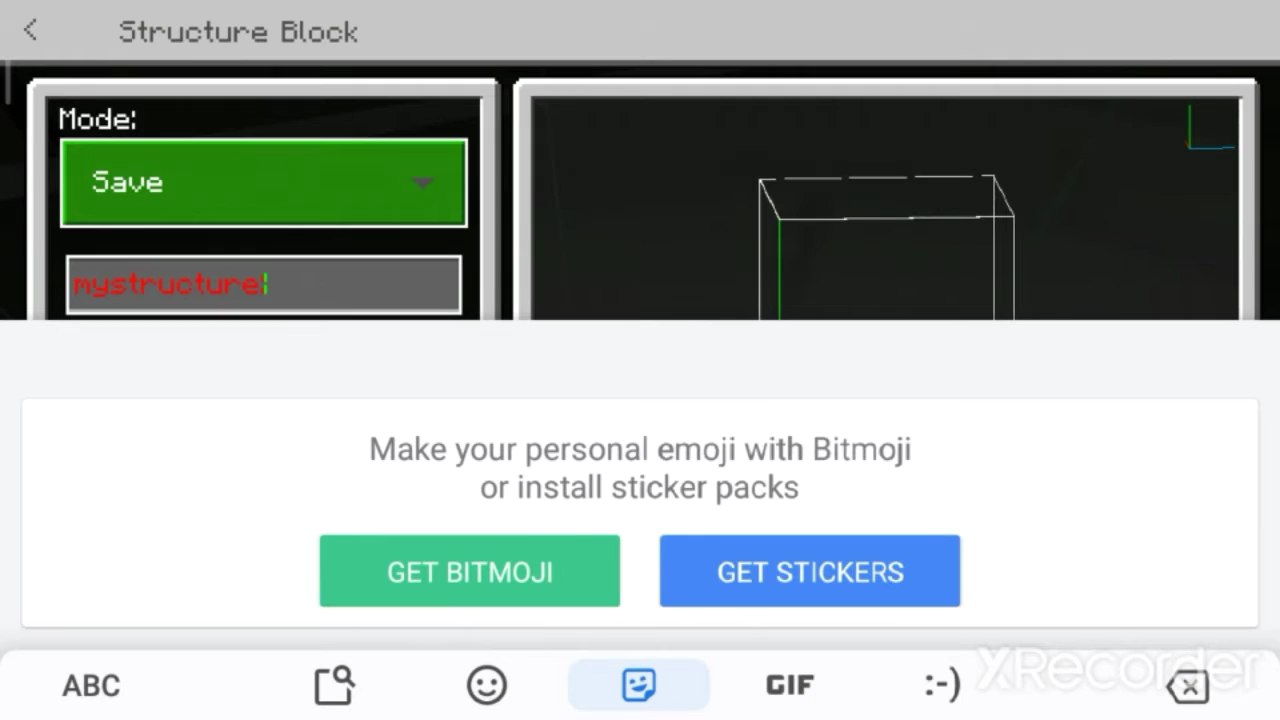 Structure Block
Mode:
Save
mystructure:
Make your personal emoji with Bitmoji
or install sticker packs
GET BITMOJI
GET STICKERS
ABC
GIF
:-)
XRecorder